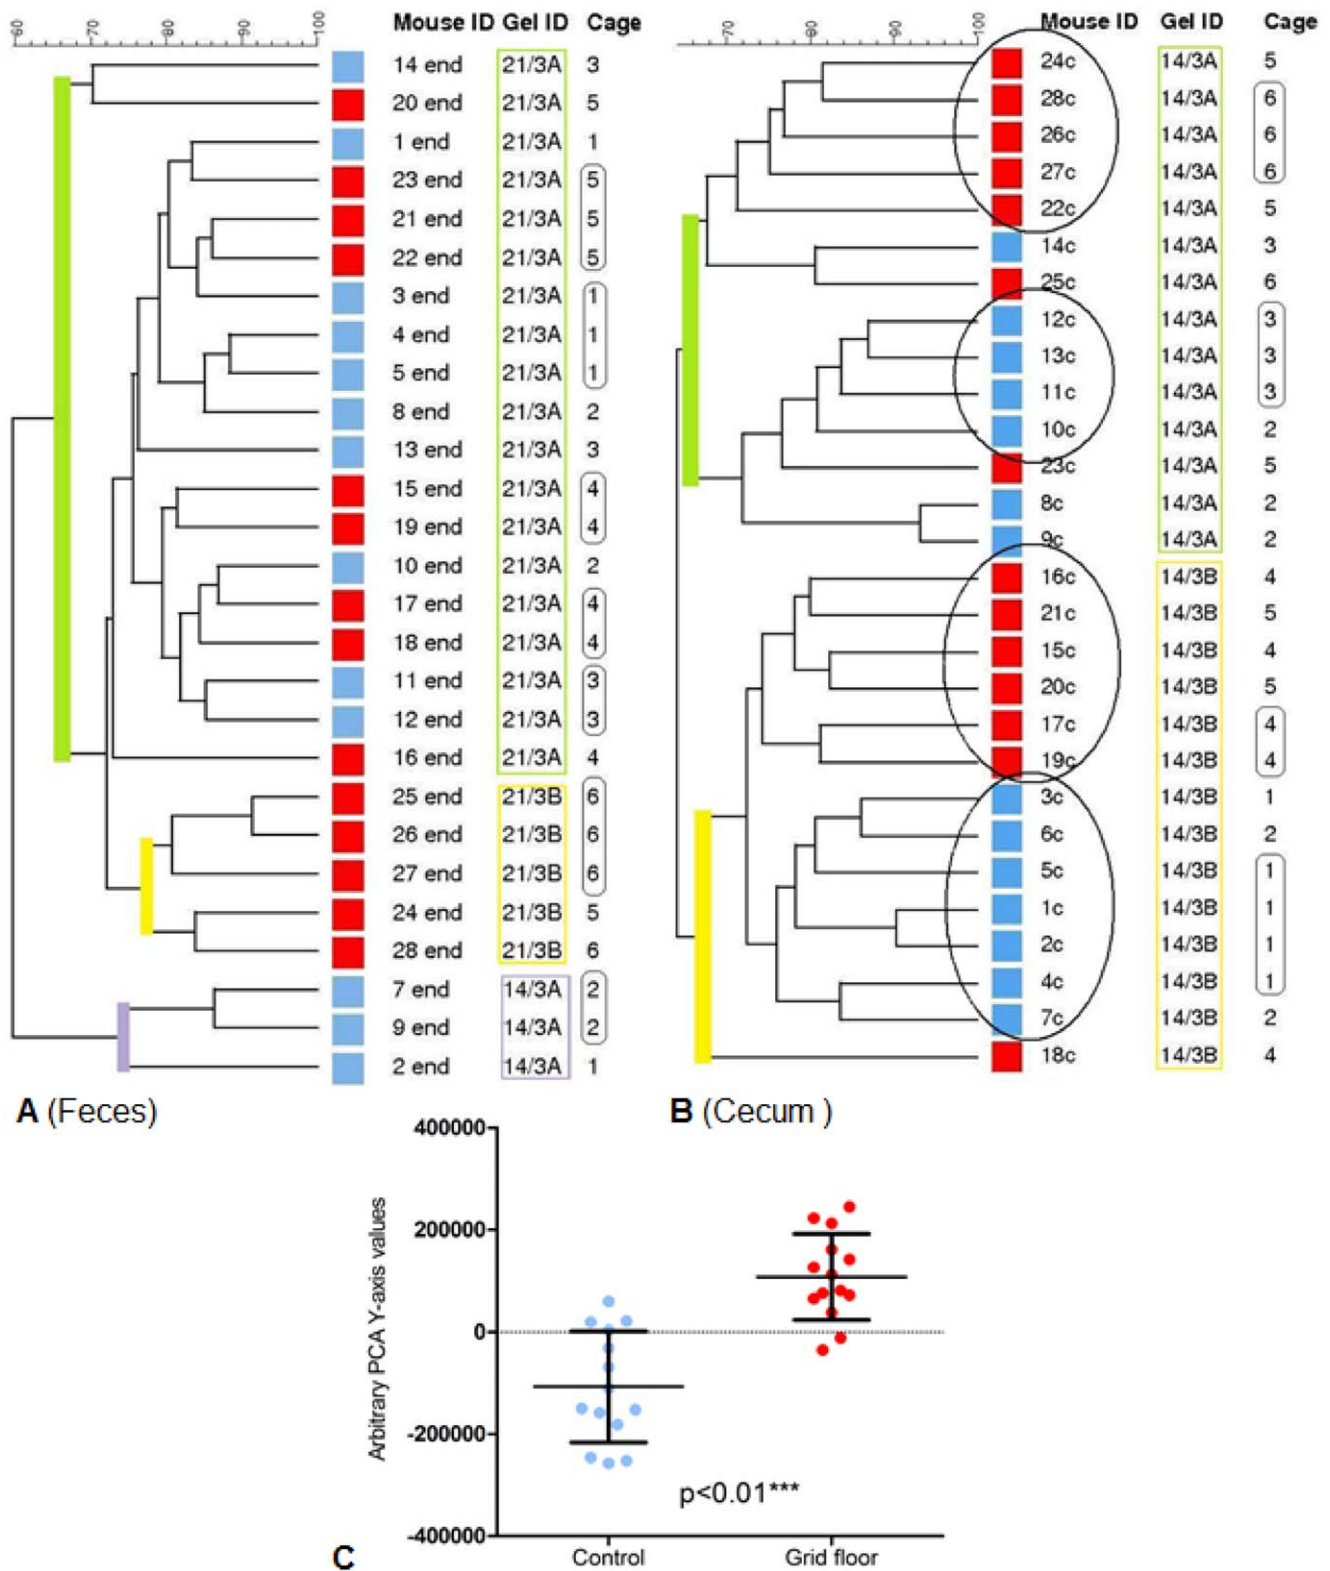 60 70 80 90 100 Mouse ID Gel ID Cage
14 end 21/3A 3
20 end 21/3A 5
1 end 21/3A 1
23 end 21/3A 5
21 end 21/3A 5
22 end 21/3A 5
3 end 21/3A 1
4 end 21/3A 1
5 end 21/3A 1
8 end 21/3A 2
13 end 21/3A 3
15 end 21/3A 4
19 end 21/3A 4
10 end 21/3A 2
17 end 21/3A 4
18 end 21/3A 4
11 end 21/3A 3
12 end 21/3A 3
16 end 21/3A 4
25 end 21/3B 6
26 end 21/3B 6
27 end 21/3B 6
24 end 21/3B 5
28 end 21/3B 6
7 end 14/3A 2
9 end 14/3A 2
2 end 14/3A 1
A (Feces)
70 80 90 100 Mouse ID Gel ID Cage
24c 14/3A 5
28c 14/3A 6
26c 14/3A 6
27c 14/3A 6
22c 14/3A 5
14c 14/3A 3
25c 14/3A 6
12c 14/3A 3
13c 14/3A 3
11c 14/3A 3
10c 14/3A 2
23c 14/3A 5
8c 14/3A 2
9c 14/3A 2
16c 14/3B 4
21c 14/3B 5
15c 14/3B 4
20c 14/3B 5
17c 14/3B 4
19c 14/3B 4
3c 14/3B 1
6c 14/3B 2
5c 14/3B 1
1c 14/3B 1
2c 14/3B 1
4c 14/3B 1
7c 14/3B 2
18c 14/3B 4
B (Cecum )
Arbitrary PCA Y-axis values
400000
200000
0
-200000
-400000
p<0.01***
Control Grid floor
C